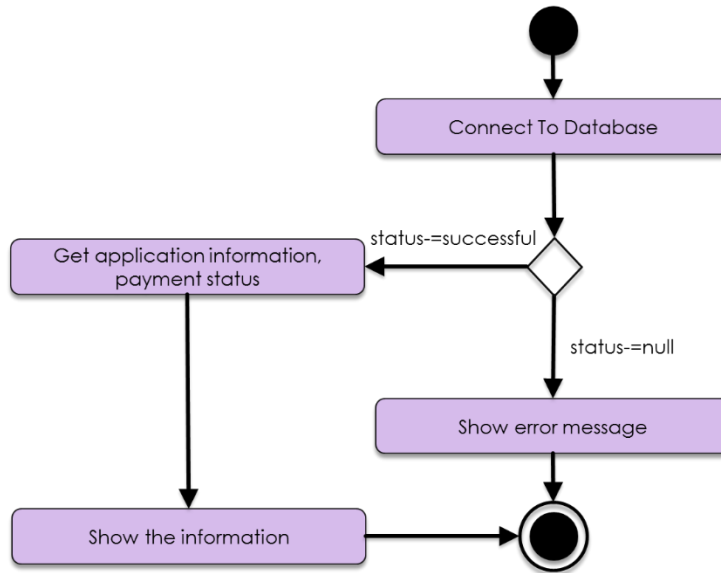 Connect To Database
status-=successful
Get application information,
payment status
status-=null
Show error message
Show the information